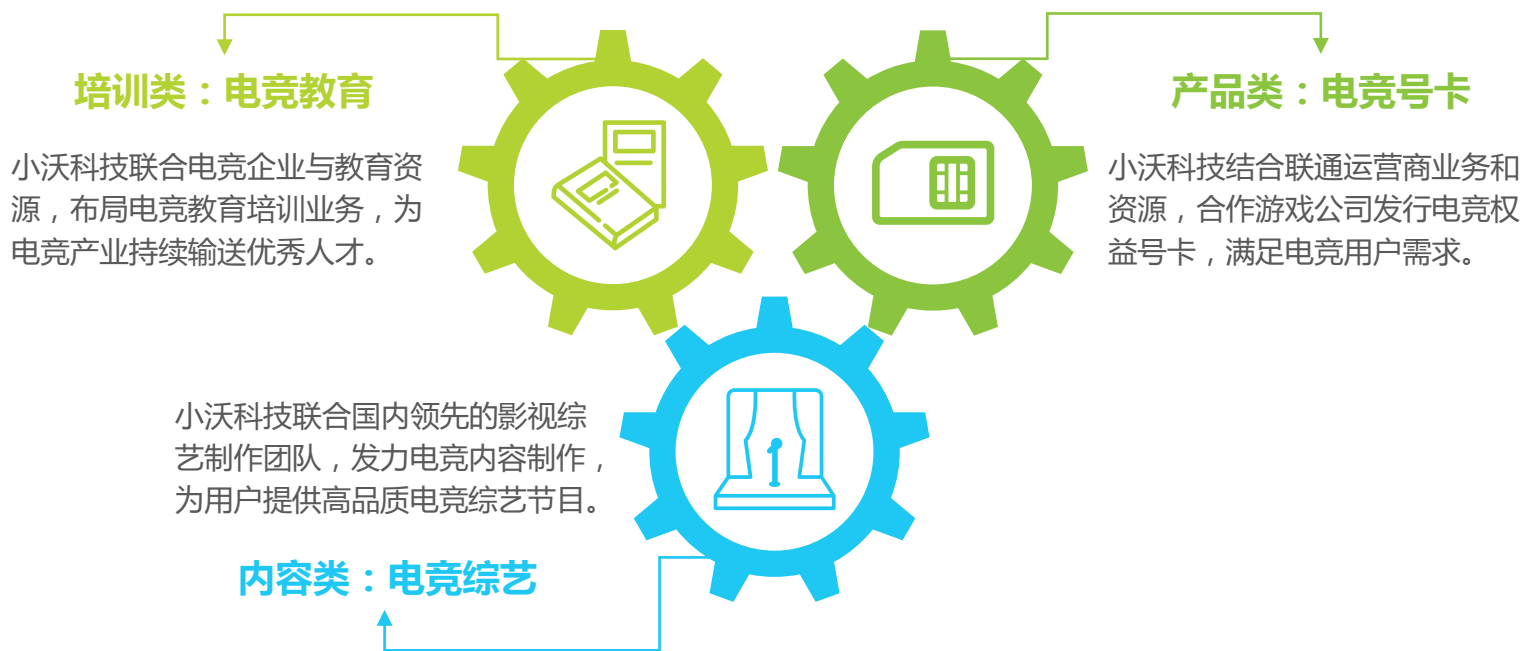 培训类：电竞教育
小沃科技联合电竞企业与教育资
源，布局电竞教育培训业务，为
电竞产业持续输送优秀人才。
产品类：电竞号卡
小沃科技结合联通运营商业务和
资源，合作游戏公司发行电竞权
益号卡，满足电竞用户需求。
小沃科技联合国内领先的影视综
艺制作团队，发力电竞内容制作，
为用户提供高品质电竞综艺节目。
内容类：电竞综艺